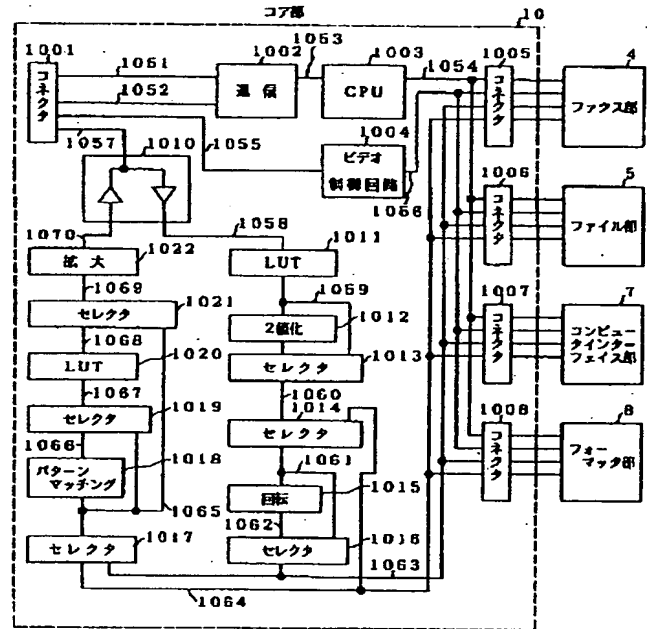 コア部
10
1001
コネクタ
1051
1052
1057
1002
通信
1053
1003
CPU
1054
1005
コネクタ
4
ファクス部
1010
1055
1004
ビデオ
制御回路
1056
1006
コネクタ
5
ファイル部
1058
1070
1022
拡大
1011
LUT
1069
1021
セレクタ
1059
1012
2値化
1007
コネクタ
7
コンピュー
タインター
フェイス部
1068
1020
LUT
1013
セレクタ
1067
1019
セレクタ
1060
1014
セレクタ
1008
コネクタ
8
フォー
マッタ部
1066
1018
パターン
マッチング
1061
1015
回転
1065
1062
1017
セレクタ
1016
セレクタ
1063
1064